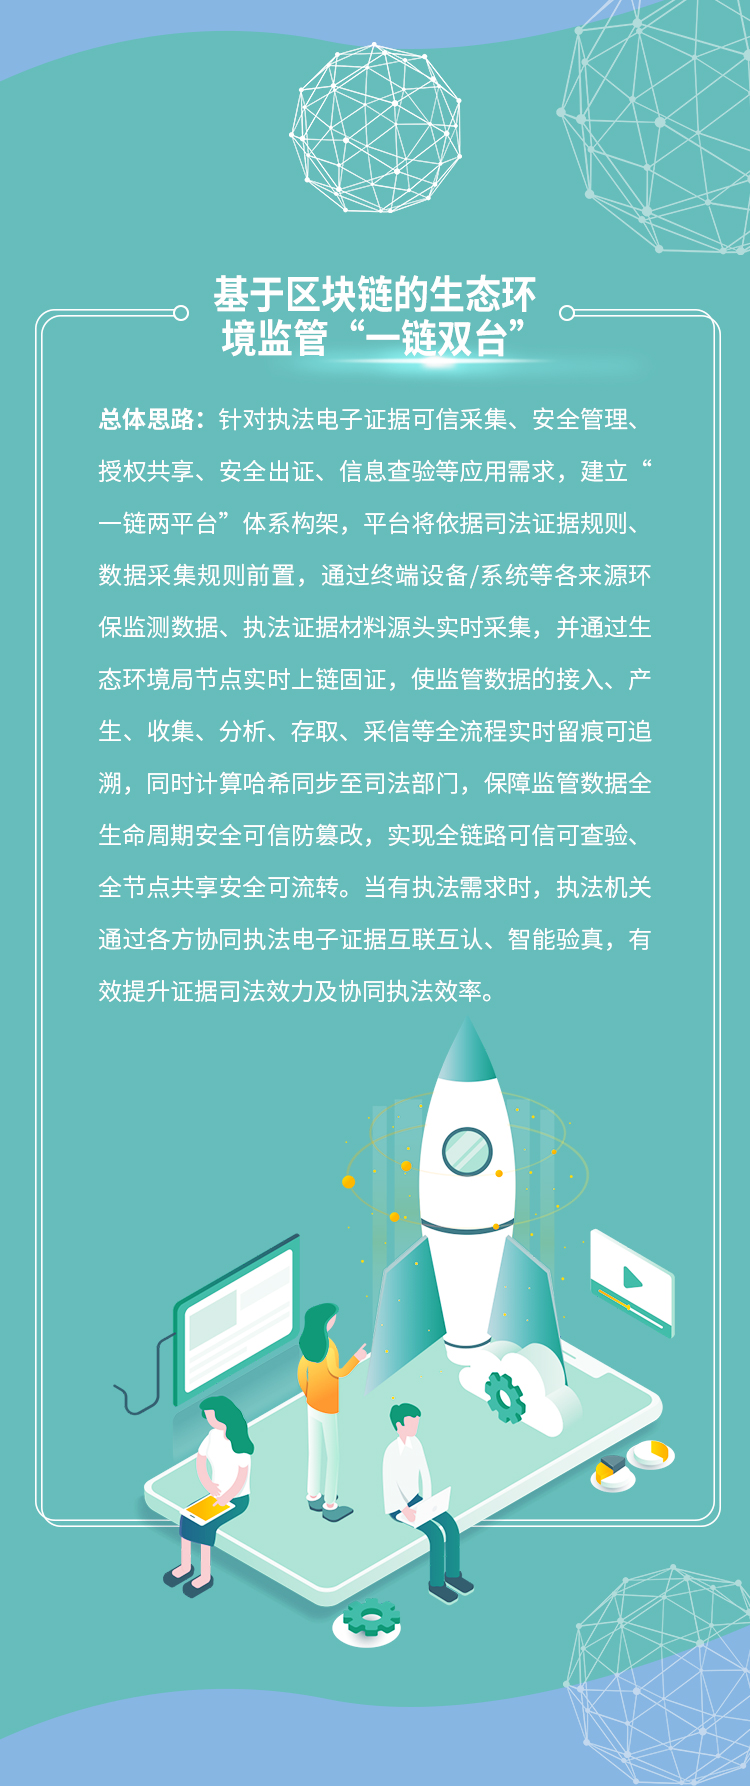 基于区块链的生态环
境监管“一链双台”
总体思路：针对执法电子证据可信采集、安全管理、
授权共享、安全出证、信息查验等应用需求，建立“
一链两平台”体系构架，平台将依据司法证据规则、
数据采集规则前置，通过终端设备/系统等各来源环
保监测数据、执法证据材料源头实时采集，并通过生
态环境局节点实时上链固证，使监管数据的接入、产
生、收集、分析、存取、采信等全流程实时留痕可追
溯，同时计算哈希同步至司法部门，保障监管数据全
生命周期安全可信防篡改，实现全链路可信可查验、
全节点共享安全可流转。当有执法需求时，执法机关
通过各方协同执法电子证据互联互认、智能验真，有
效提升证据司法效力及协同执法效率。